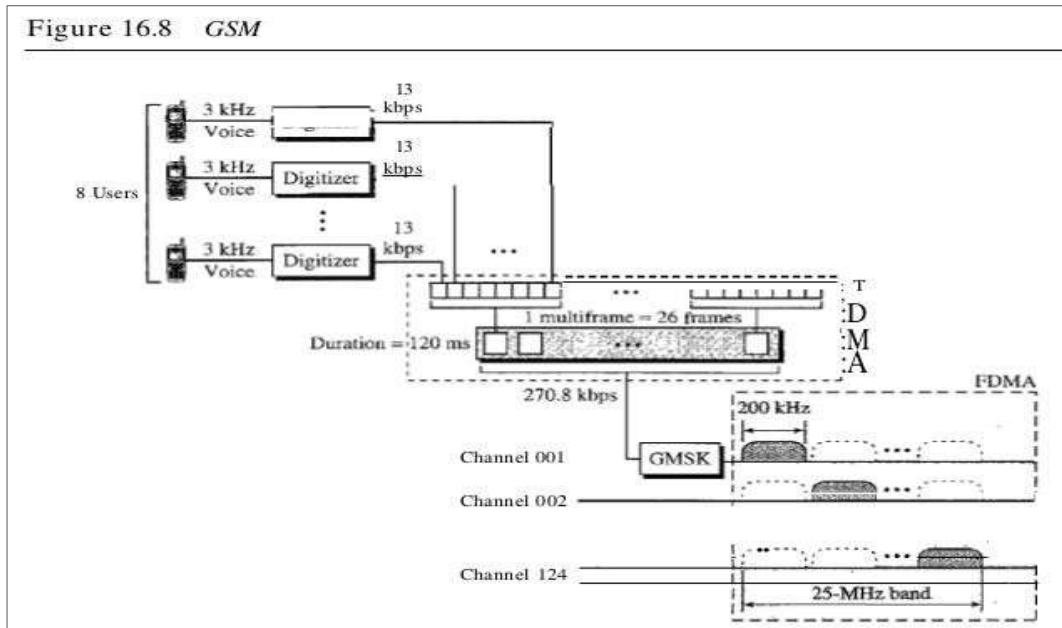 Figure 16.8 GSM
8 Users
3 kHz
Voice
13
kbps
3 kHz
Voice
Digitizer
13
kbps
3 kHz
Voice
Digitizer
13
kbps
T
D
M
A
1 multiframe = 26 frames
Duration = 120 ms
270.8 kbps
FDMA
200 kHz
Channel 001
GMSK
Channel 002
Channel 124
25-MHz band